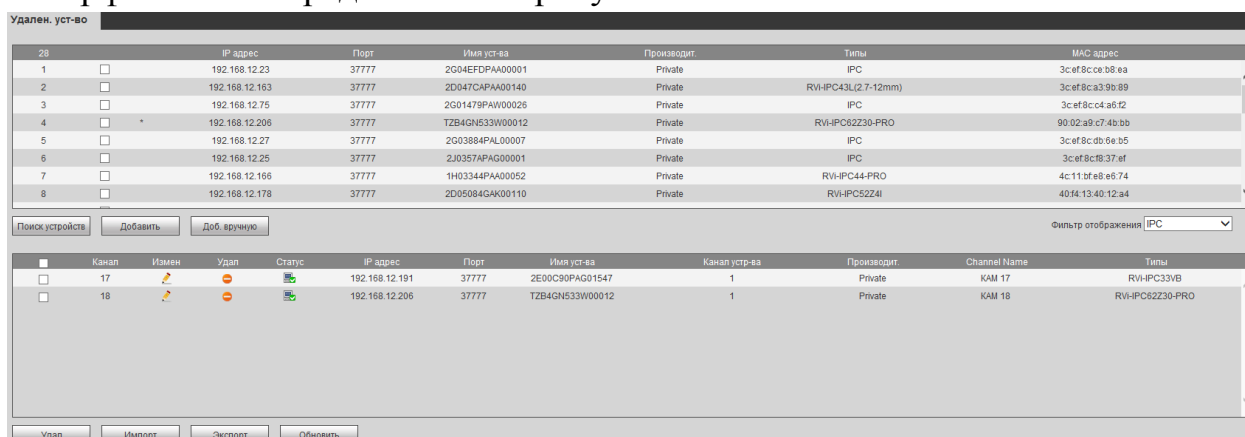 Удален. уст-во
28 IP адрес Порт Имя уст-ва Производит. Типы MAC адрес
1 192.168.12.23 37777 2G04EFDPAA00001 Private IPC 3c:ef:8c:ce:b8:ea
2 192.168.12.163 37777 2D047CAPAA00140 Private RVi-IPC43L(2.7-12mm) 3c:ef:8c:a3:9b:89
3 192.168.12.75 37777 2G01479PAW00026 Private IPC 3c:ef:8c:c4:a6:f2
4 * 192.168.12.206 37777 TZB4GN533W00012 Private RVi-IPC62Z30-PRO 90:02:a9:c7:4b:bb
5 192.168.12.27 37777 2G03884PAL00007 Private IPC 3c:ef:8c:db:6e:b5
6 192.168.12.25 37777 2J0357APAG00001 Private IPC 3c:ef:8c:f8:37:ef
7 192.168.12.166 37777 1H03344PAA00052 Private RVi-IPC44-PRO 4c:11:bf:e8:e6:74
8 192.168.12.178 37777 2D05084GAK00110 Private RVi-IPC52Z4I 40:f4:13:40:12:a4
Поиск устройств Добавить Доб. вручную Фильтр отображения IPC
Канал Измен Удал Статус IP адрес Порт Имя уст-ва Канал устр-ва Производит. Channel Name Типы
17 192.168.12.191 37777 2E00C90PAG01547 1 Private КАМ 17 RVi-IPC33VB
18 192.168.12.206 37777 TZB4GN533W00012 1 Private КАМ 18 RVi-IPC62Z30-PRO
Удал Импорт Экспорт Обновить